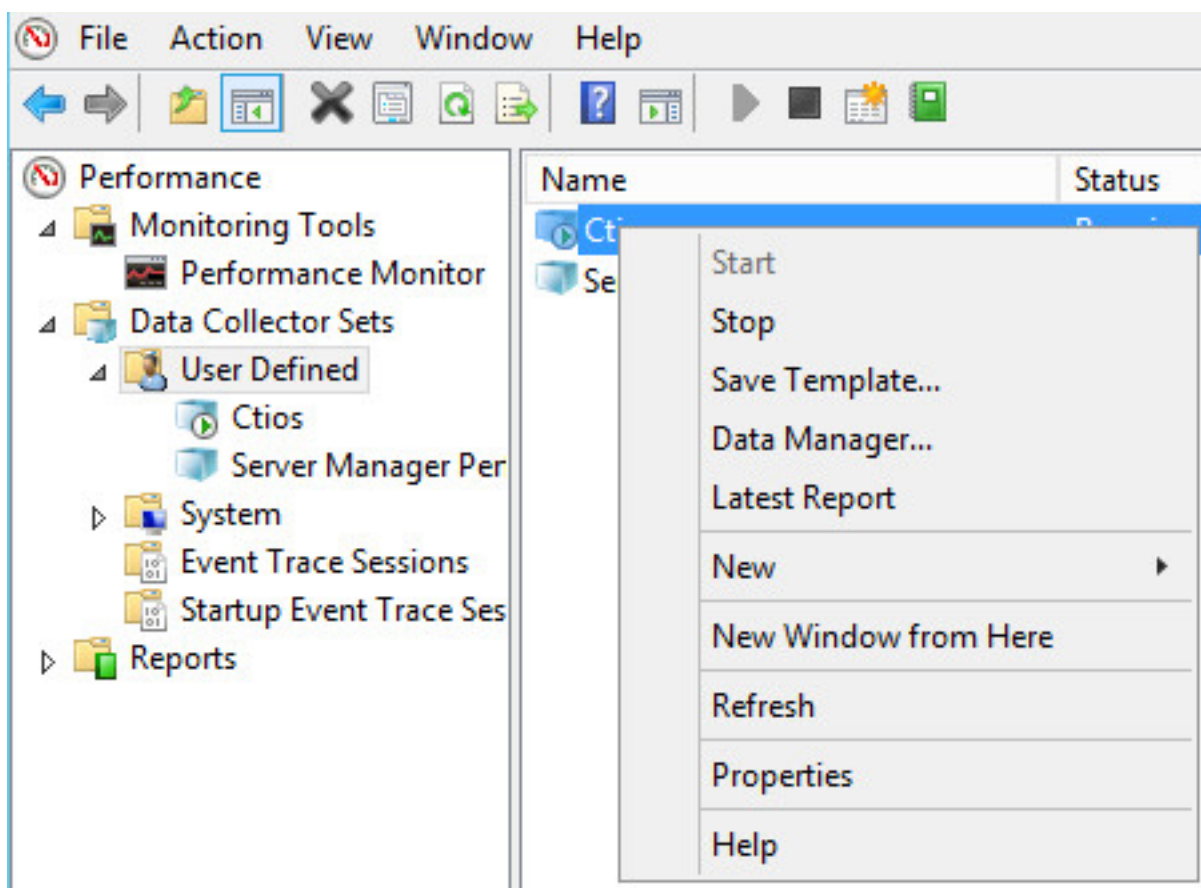 File Action View Window Help
Performance
Monitoring Tools
Performance Monitor
Data Collector Sets
User Defined
Ctios
Server Manager Per
System
Event Trace Sessions
Startup Event Trace Ses
Reports
Name Status
Ct
Se
Start
Stop
Save Template...
Data Manager...
Latest Report
New
New Window from Here
Refresh
Properties
Help